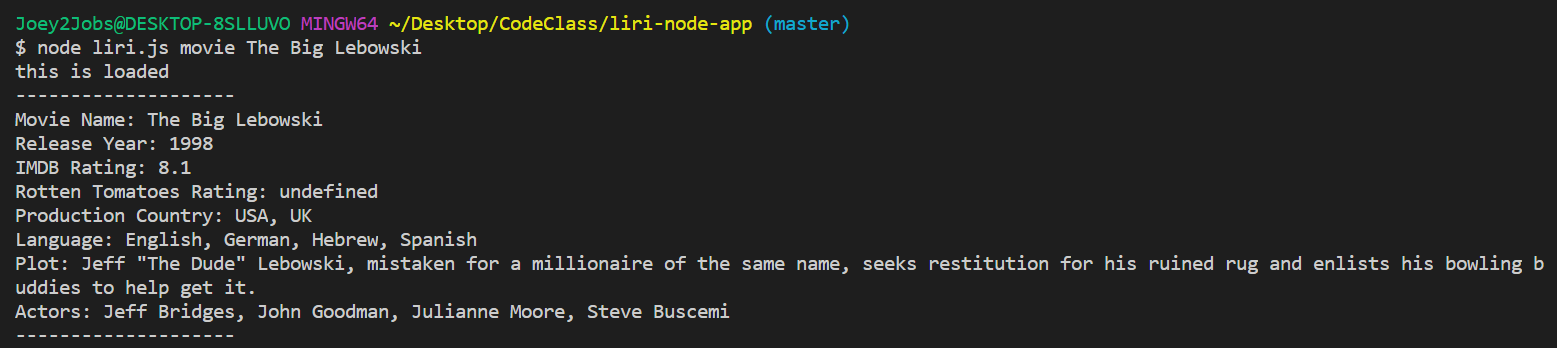 Joey2Jobs@DESKTOP-8SLLUVO MINGW64 ~/Desktop/CodeClass/liri-node-app (master)
$ node liri.js movie The Big Lebowski
this is loaded
--------------------
Movie Name: The Big Lebowski
Release Year: 1998
IMDB Rating: 8.1
Rotten Tomatoes Rating: undefined
Production Country: USA, UK
Language: English, German, Hebrew, Spanish
Plot: Jeff "The Dude" Lebowski, mistaken for a millionaire of the same name, seeks restitution for his ruined rug and enlists his bowling b
uddies to help get it.
Actors: Jeff Bridges, John Goodman, Julianne Moore, Steve Buscemi
--------------------